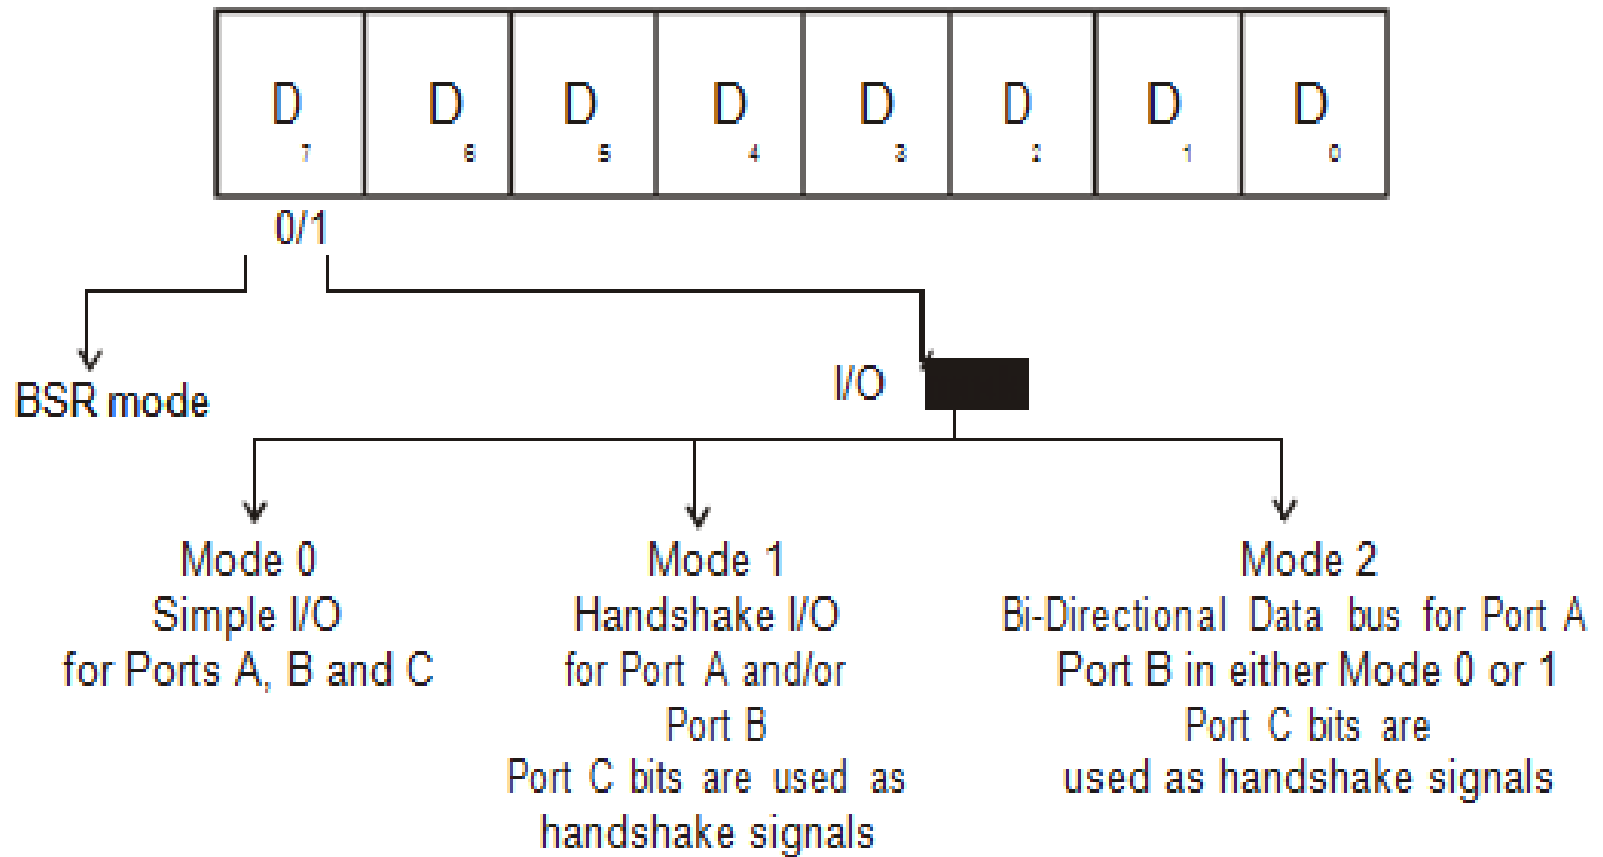 D7 D6 D5 D4 D3 D2 D1 D0
0/1
BSR mode
I/O
Mode 0
Simple I/O
for Ports A, B and C
Mode 1
Handshake I/O
for Port A and/or
Port B
Port C bits are used as
handshake signals
Mode 2
Bi-Directional Data bus for Port A
Port B in either Mode 0 or 1
Port C bits are
used as handshake signals